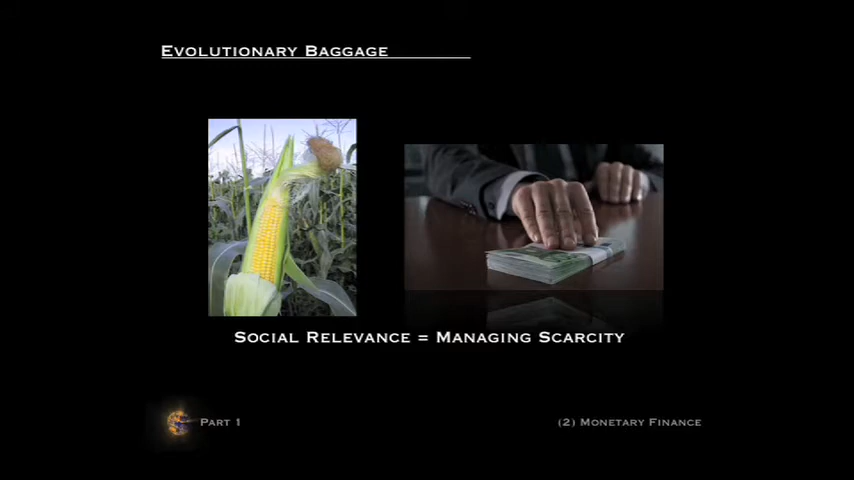 Evolutionary Baggage
Social Relevance = Managing Scarcity
Part 1
(2) Monetary Finance